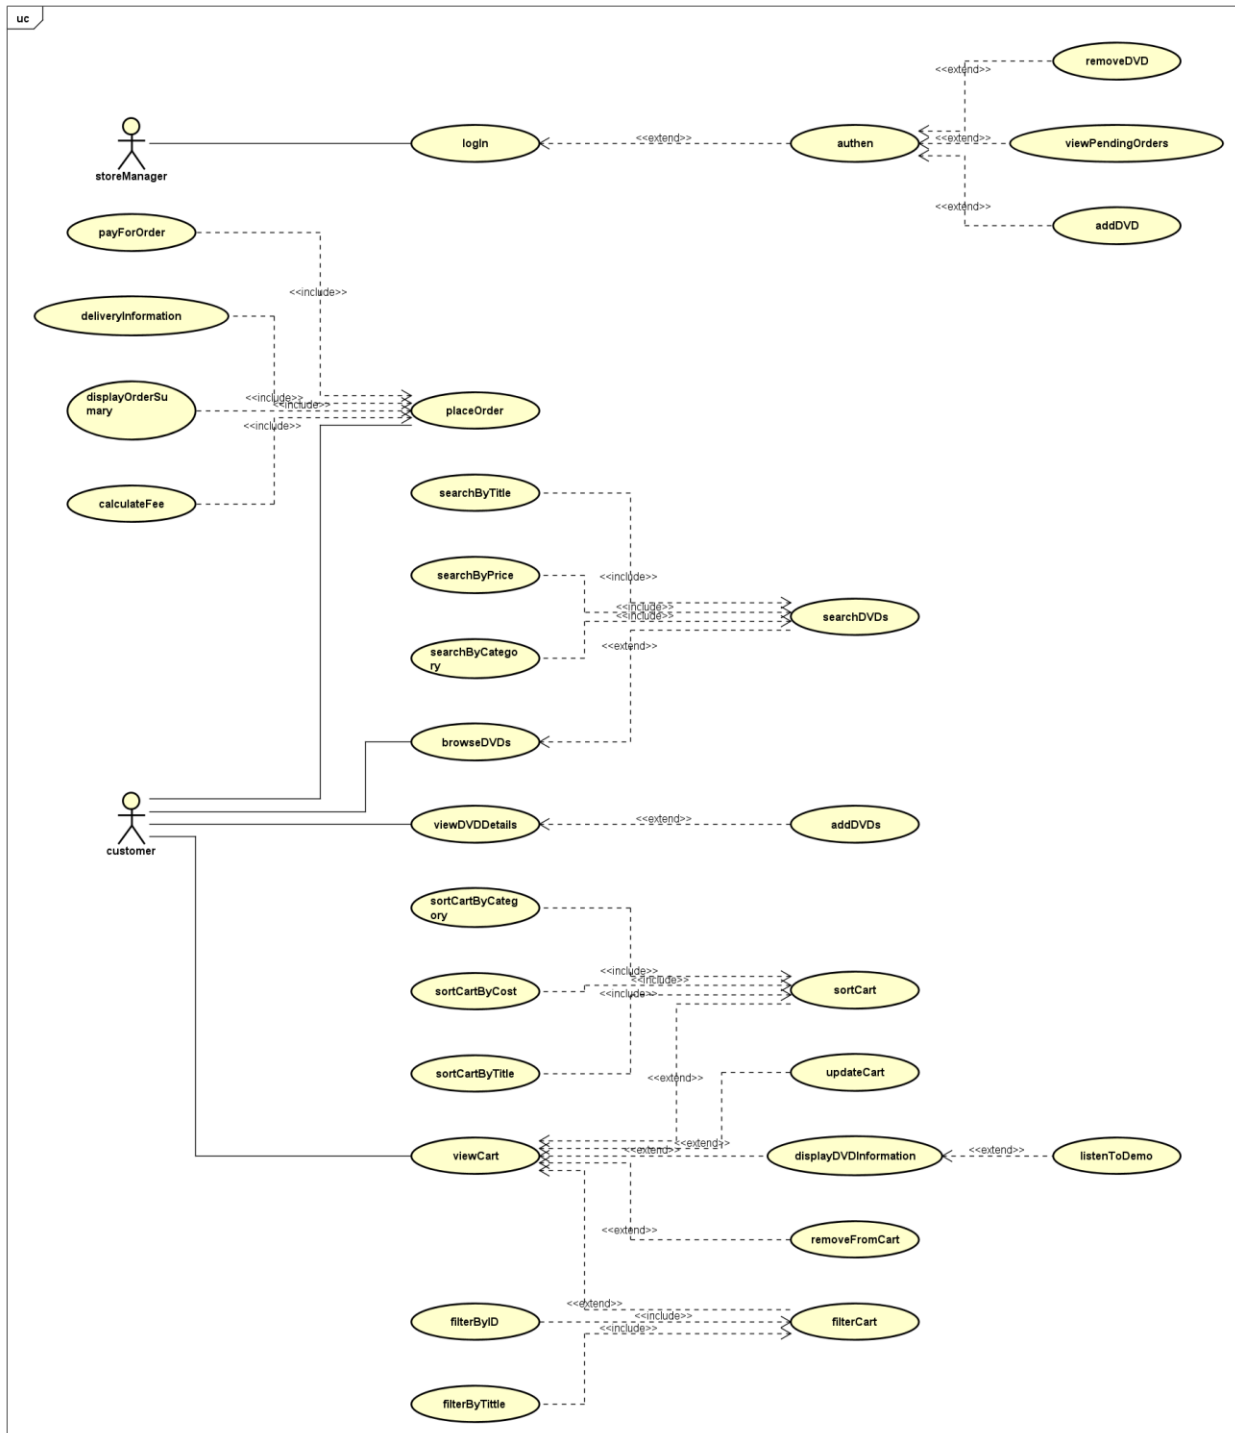 uc
removeDVD
<<extend>>
storeManager
logIn
<<extend>>
authen
<<extend>>
viewPendingOrders
<<extend>>
addDVD
payForOrder
<<include>>
deliveryInformation
displayOrderSu
mmary
<<include>>
<<include>>
placeOrder
<<include>>
calculateFee
searchByTitle
searchByPrice
<<include>>
<<include>>
<<include>>
searchDVDs
searchByCatego
ry
<<extend>>
browseDVDs
customer
viewDVDDetails
<<extend>>
addDVDs
sortCartByCateg
ory
<<include>>
<<include>>
<<include>>
sortCartByCost
sortCart
sortCartByTitle
<<extend>>
updateCart
<<extend>>
viewCart
<<extend>>
displayDVDInformation
<<extend>>
listenToDemo
<<extend>>
removeFromCart
<<extend>>
<<include>>
<<include>>
filterByID
filterCart
filterByTittle